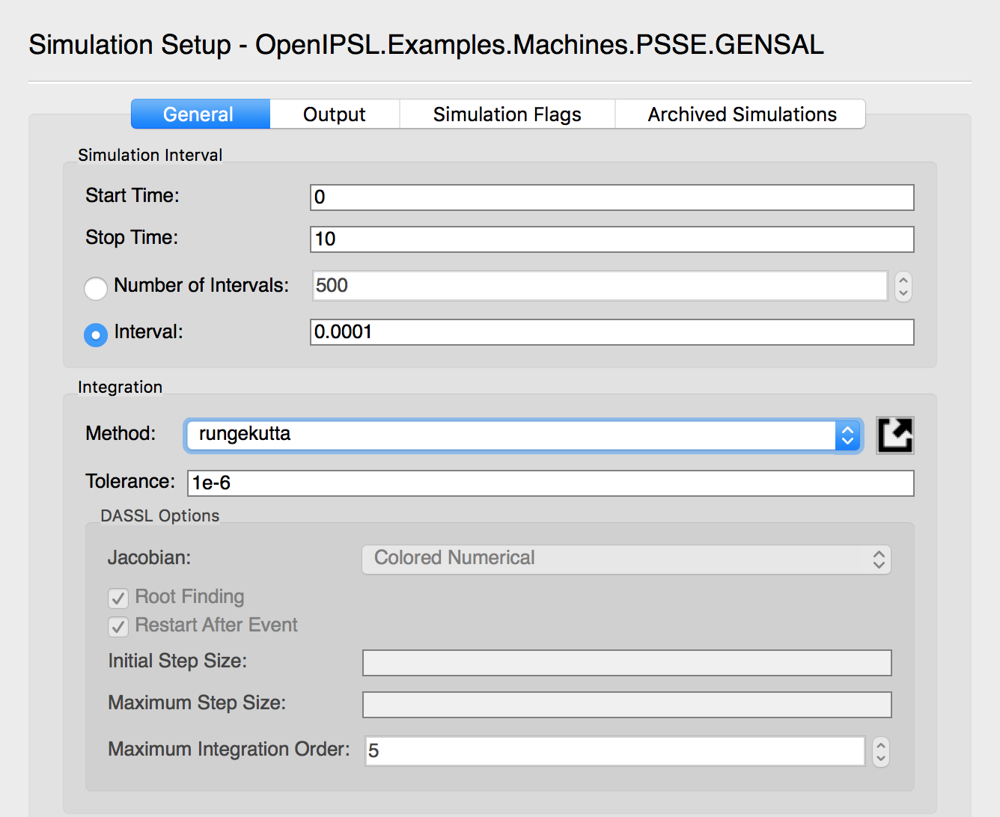 Simulation Setup - OpenIPSL.Examples.Machines.PSSE.GENSAL
General Output Simulation Flags Archived Simulations
Simulation Interval
Start Time: 0
Stop Time: 10
Number of Intervals: 500
Interval: 0.0001
Integration
Method: rungekutta
Tolerance: 1e-6
DASSL Options
Jacobian: Colored Numerical
Root Finding
Restart After Event
Initial Step Size:
Maximum Step Size:
Maximum Integration Order: 5